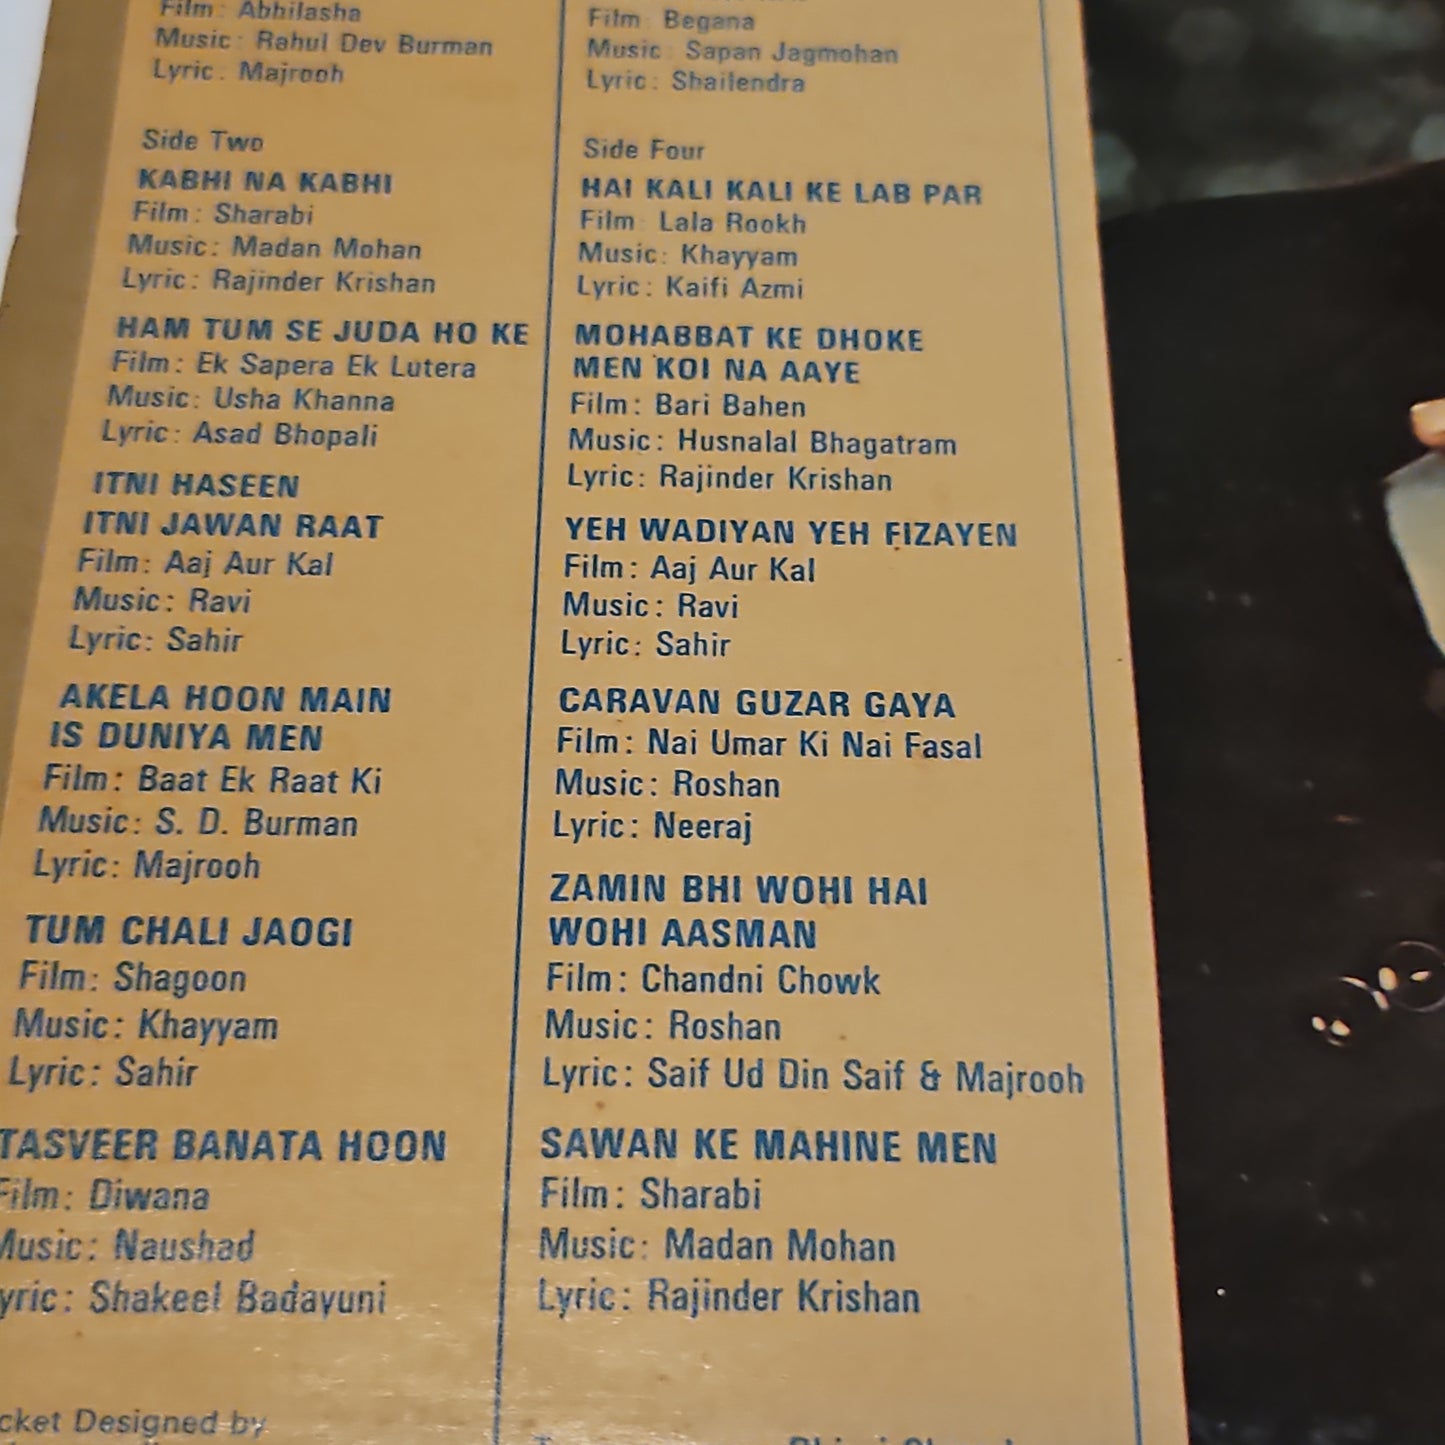 Film: Abhilasha
Music: Rahul Dev Burman
Lyric: Majrooh
Side Two
KABHI NA KABHI
Film: Sharabi
Music: Madan Mohan
Lyric: Rajinder Krishan
HAM TUM SE JUDA HO KE
Film: Ek Sapera Ek Lutera
Music: Usha Khanna
Lyric: Asad Bhopali
ITNI HASEEN
ITNI JAWAN RAAT
Film: Aaj Aur Kal
Music: Ravi
Lyric: Sahir
AKELA HOON MAIN
IS DUNIYA MEN
Film: Baat Ek Raat Ki
Music: S. D. Burman
Lyric: Majrooh
TUM CHALI JAOGI
Film: Shagoon
Music: Khayyam
Lyric: Sahir
TASVEER BANATA HOON
Film: Diwana
Music: Naushad
yric: Shakeel Badayuni
cket Designed by
Film: Begana
Music: Sapan Jagmohan
Lyric: Shailendra
Side Four
HAI KALI KALI KE LAB PAR
Film: Lala Rookh
Music: Khayyam
Lyric: Kaifi Azmi
MOHABBAT KE DHOKE
MEN KOI NA AAYE
Film: Bari Bahen
Music: Husnalal Bhagatram
Lyric: Rajinder Krishan
YEH WADIYAN YEH FIZAYEN
Film: Aaj Aur Kal
Music: Ravi
Lyric: Sahir
CARAVAN GUZAR GAYA
Film: Nai Umar Ki Nai Fasal
Music: Roshan
Lyric: Neeraj
ZAMIN BHI WOHI HAI
WOHI AASMAN
Film: Chandni Chowk
Music: Roshan
Lyric: Saif Ud Din Saif & Majrooh
SAWAN KE MAHINE MEN
Film: Sharabi
Music: Madan Mohan
Lyric: Rajinder Krishan